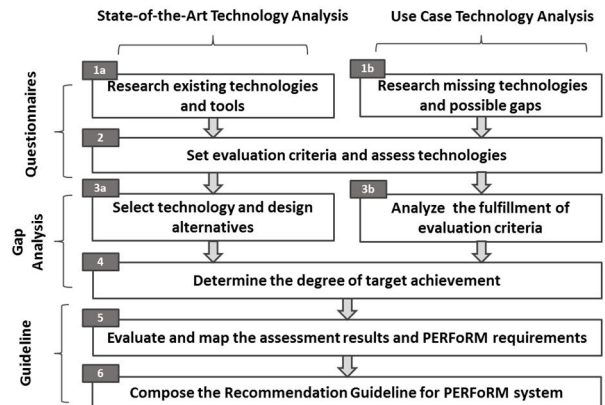 State-of-the-Art Technology Analysis
Use Case Technology Analysis
Questionnaires
1a
Research existing technologies
and tools
1b
Research missing technologies
and possible gaps
2
Set evaluation criteria and assess technologies
Gap
Analysis
3a
Select technology and design
alternatives
3b
Analyze the fulfillment of
evaluation criteria
4
Determine the degree of target achievement
Guideline
5
Evaluate and map the assessment results and PERFoRM requirements
6
Compose the Recommendation Guideline for PERFoRM system